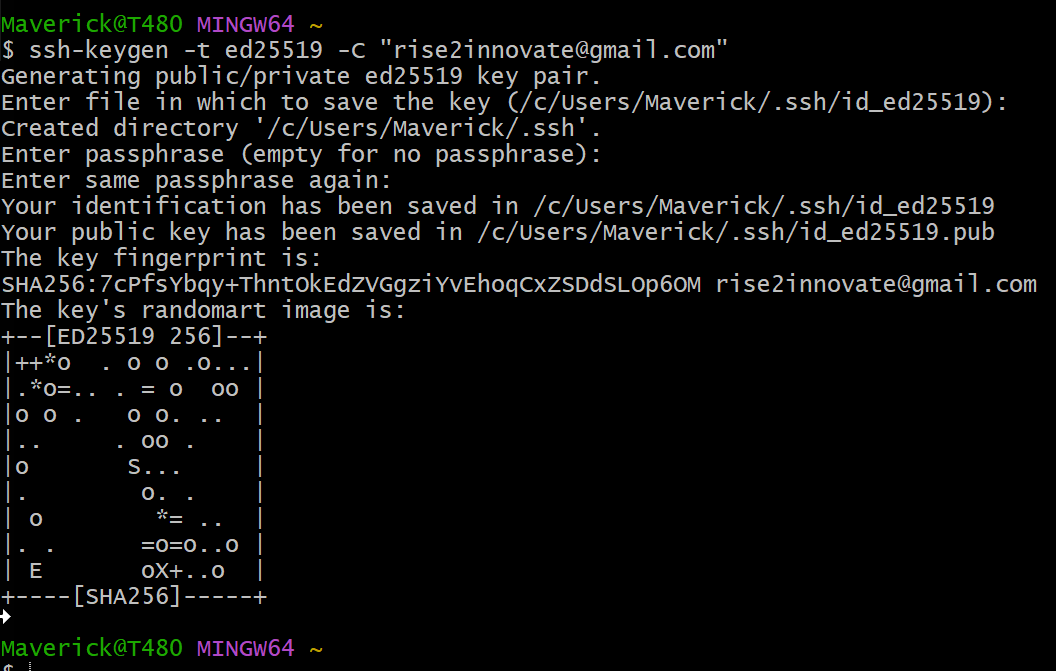 Maverick@T480 MINGW64 ~
$ ssh-keygen -t ed25519 -C "rise2innovate@gmail.com"
Generating public/private ed25519 key pair.
Enter file in which to save the key (/c/Users/Maverick/.ssh/id_ed25519):
Created directory '/c/Users/Maverick/.ssh'.
Enter passphrase (empty for no passphrase):
Enter same passphrase again:
Your identification has been saved in /c/Users/Maverick/.ssh/id_ed25519
Your public key has been saved in /c/Users/Maverick/.ssh/id_ed25519.pub
The key fingerprint is:
SHA256:7cPfsYbqy+ThntOkEdZVGgziYvEhoqCxZSDdSLOp6OM rise2innovate@gmail.com
The key's randomart image is:
+--[ED25519 256]--+
|++*o  . o o .o...|
|.*o=.. . = o  oo |
|o o .   o o. ..  |
|..     . oo .    |
|o       S...     |
|.        o. .    |
| o        *= ..  |
|. .      =o=o..o |
| E       oX+..o  |
+----[SHA256]-----+
Maverick@T480 MINGW64 ~
$